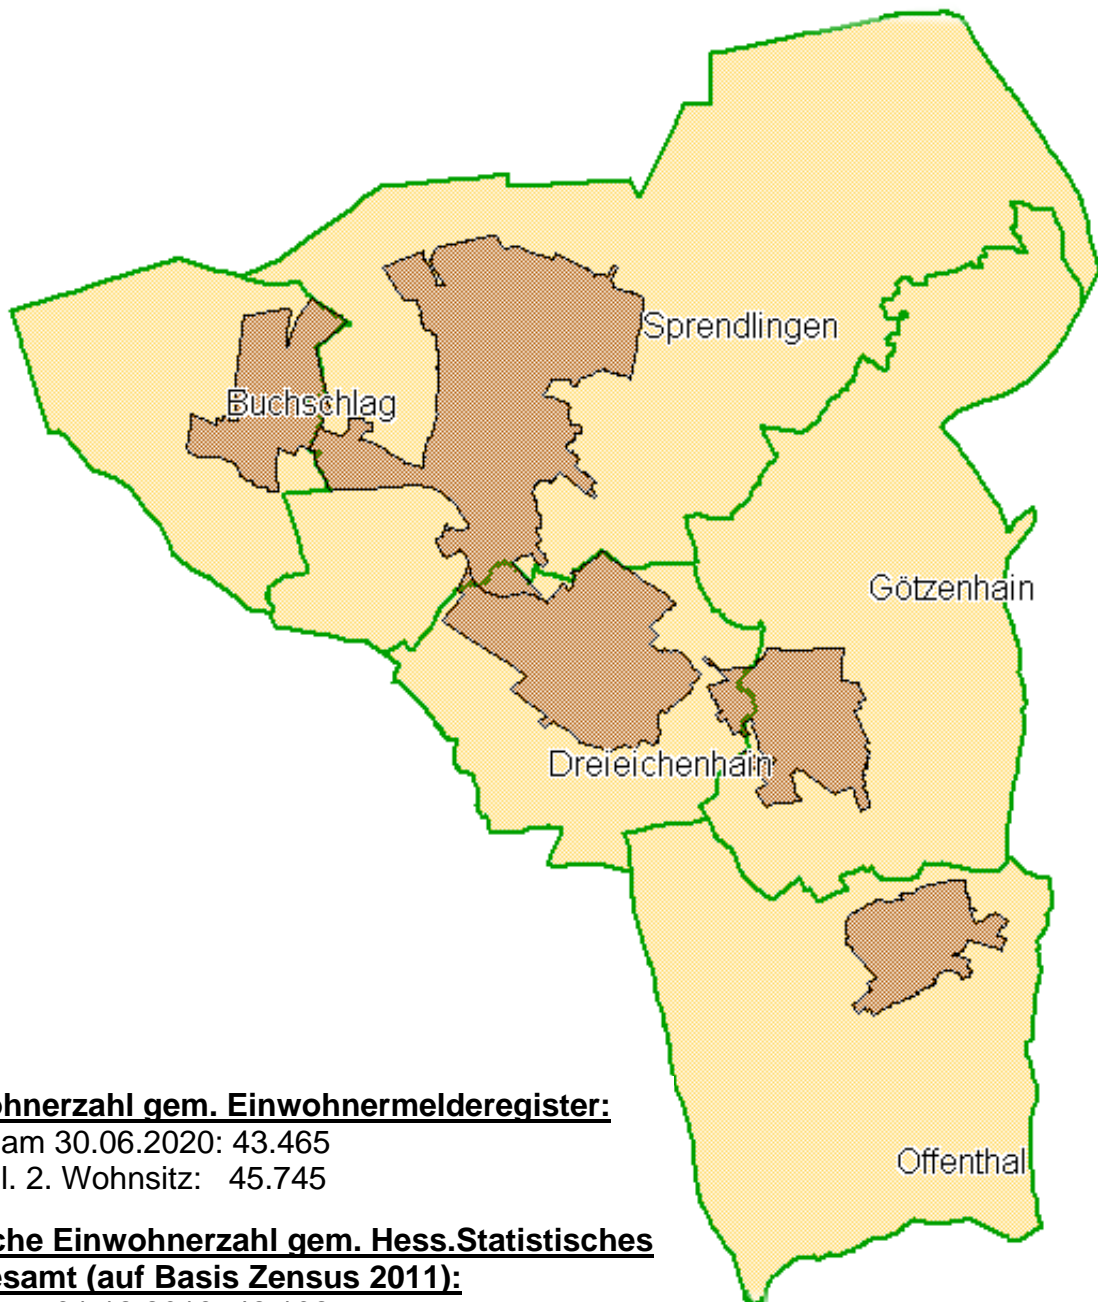 Sprendlingen
Buchschlag
Götzenhain
Dreieichenhain
ohnerzahl gem. Einwohnermelderegister:
am 30.06.2020: 43.465
l. 2. Wohnsitz: 45.745
Offenthal
che Einwohnerzahl gem. Hess.Statistisches
esamt (auf Basis Zensus 2011):